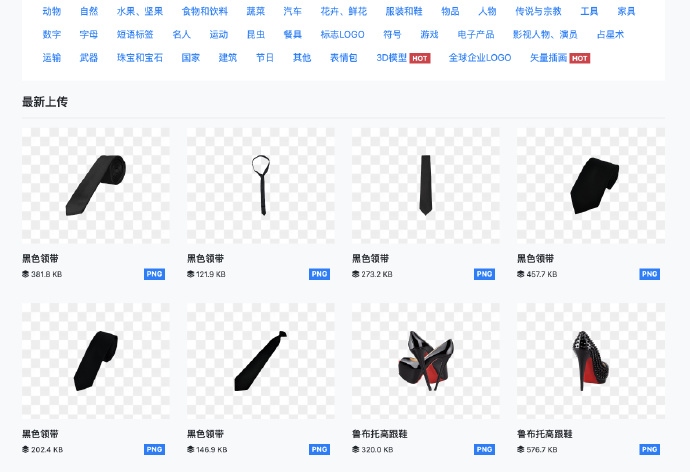 动物 自然 水果、坚果 食物和饮料 蔬菜 汽车 花卉、鲜花 服装和鞋 物品 人物 传说与宗教 工具 家具
数字 字母 短语标签 名人 运动 昆虫 餐具 标志LOGO 符号 游戏 电子产品 影视人物、演员 占星术
运输 武器 珠宝和宝石 国家 建筑 节日 其他 表情包 3D模型 HOT 全球企业LOGO 矢量插画 HOT
最新上传
黑色领带 黑色领带 黑色领带 黑色领带
381.8 KB PNG 121.9 KB PNG 273.2 KB PNG 457.7 KB PNG
黑色领带 黑色领带 鲁布托高跟鞋 鲁布托高跟鞋
202.4 KB PNG 146.9 KB PNG 320.0 KB PNG 576.7 KB PNG